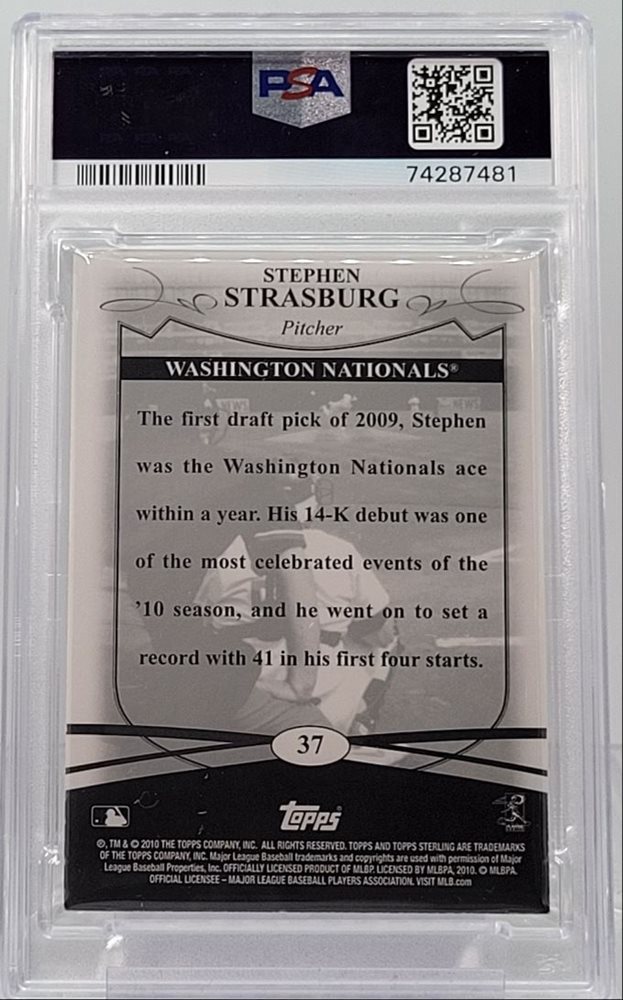 PSA
74287481
STEPHEN
STRASBURG
Pitcher
WASHINGTON NATIONALS®
The first draft pick of 2009, Stephen
was the Washington Nationals ace
within a year. His 14-K debut was one
of the most celebrated events of the
’10 season, and he went on to set a
record with 41 in his first four starts.
37
Topps
®, TM & © 2010 THE TOPPS COMPANY, INC. ALL RIGHTS RESERVED. TOPPS AND TOPPS STERLING ARE TRADEMARKS
OF THE TOPPS COMPANY, INC. Major League Baseball trademarks and copyrights are used with permission of Major
League Baseball Properties, Inc. OFFICIALLY LICENSED PRODUCT OF MLBP. LICENSED BY MLBPA, 2010. © MLBPA.
OFFICIAL LICENSEE – MAJOR LEAGUE BASEBALL PLAYERS ASSOCIATION. VISIT MLB.com